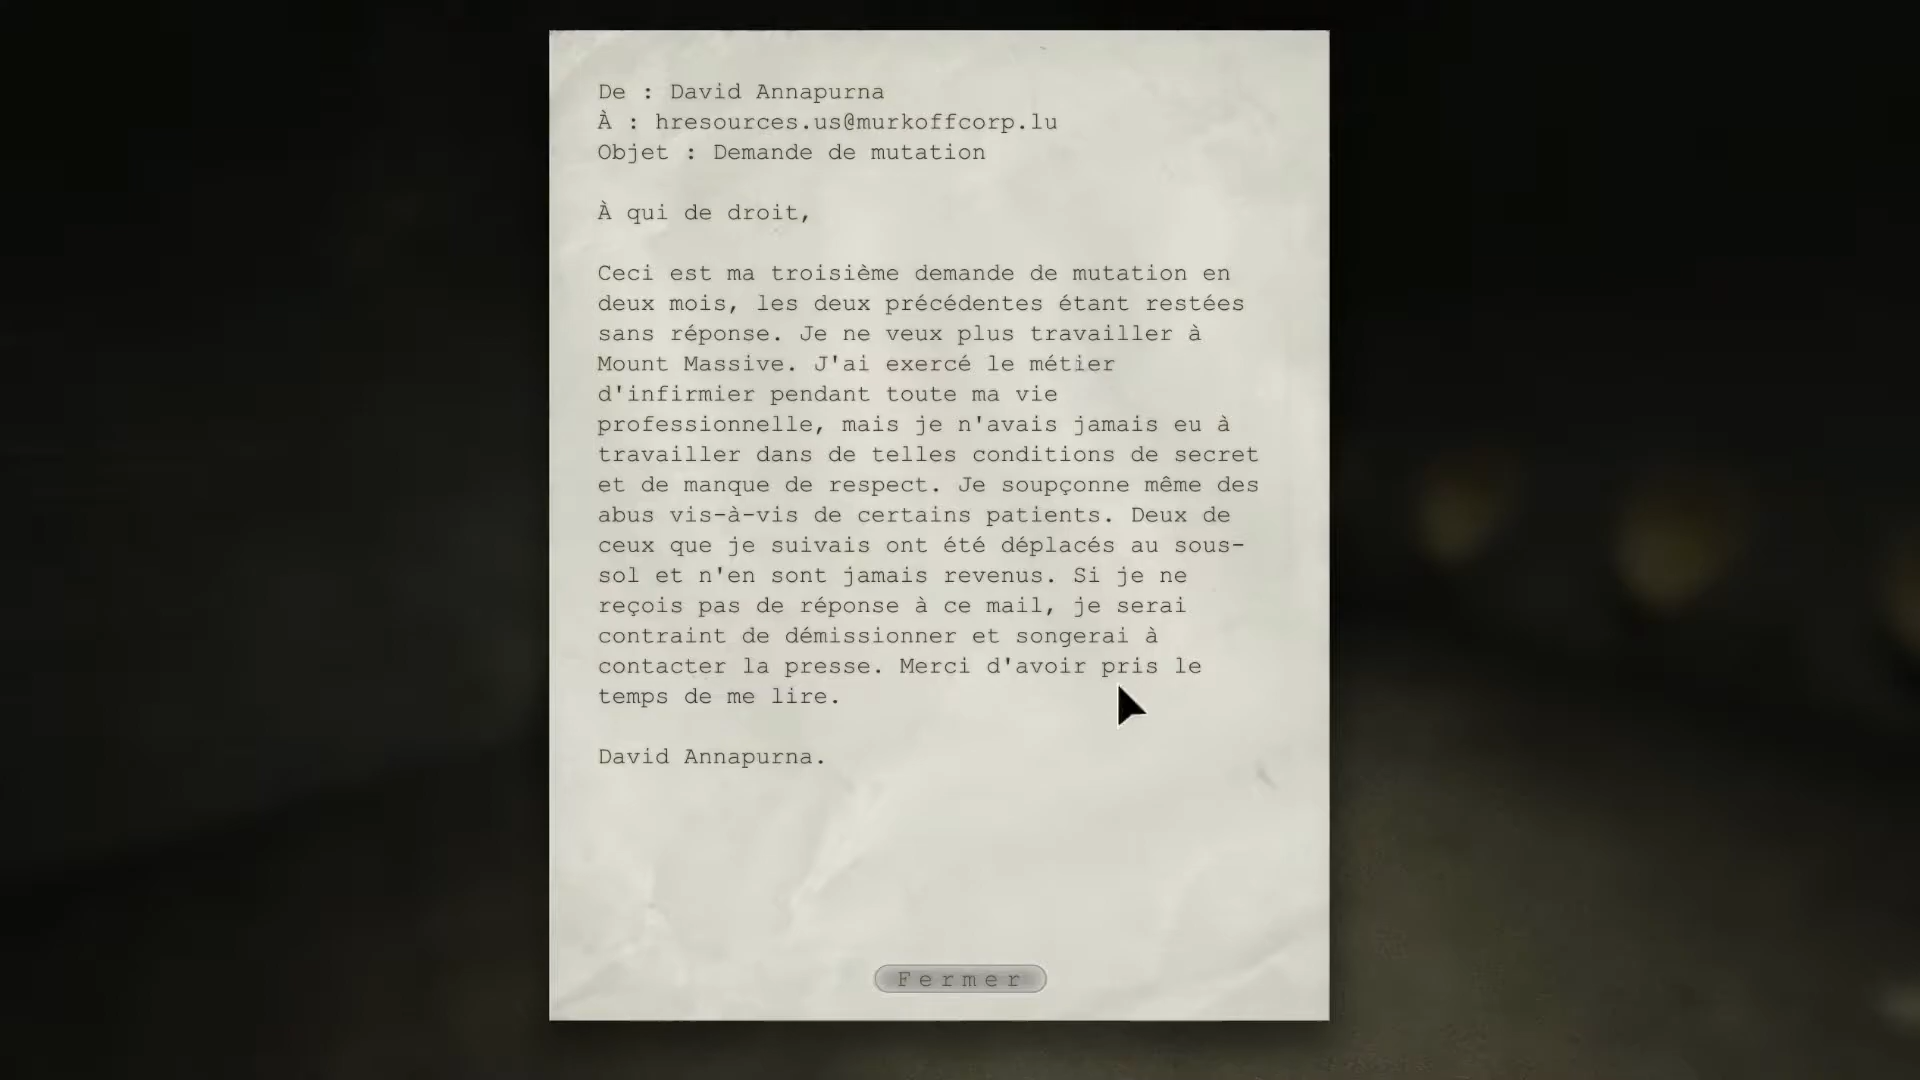 De : David Annapurna
À : hresources.us@murkoffcorp.lu
Objet : Demande de mutation
À qui de droit,
Ceci est ma troisième demande de mutation en
deux mois, les deux précédentes étant restées
sans réponse. Je ne veux plus travailler à
Mount Massive. J'ai exercé le métier
d'infirmier pendant toute ma vie
professionnelle, mais je n'avais jamais eu à
travailler dans de telles conditions de secret
et de manque de respect. Je soupçonne même des
abus vis-à-vis de certains patients. Deux de
ceux que je suivais ont été déplacés au sous-
sol et n'en sont jamais revenus. Si je ne
reçois pas de réponse à ce mail, je serai
contraint de démissionner et songerai à
contacter la presse. Merci d'avoir pris le
temps de me lire.
David Annapurna.
Fermer